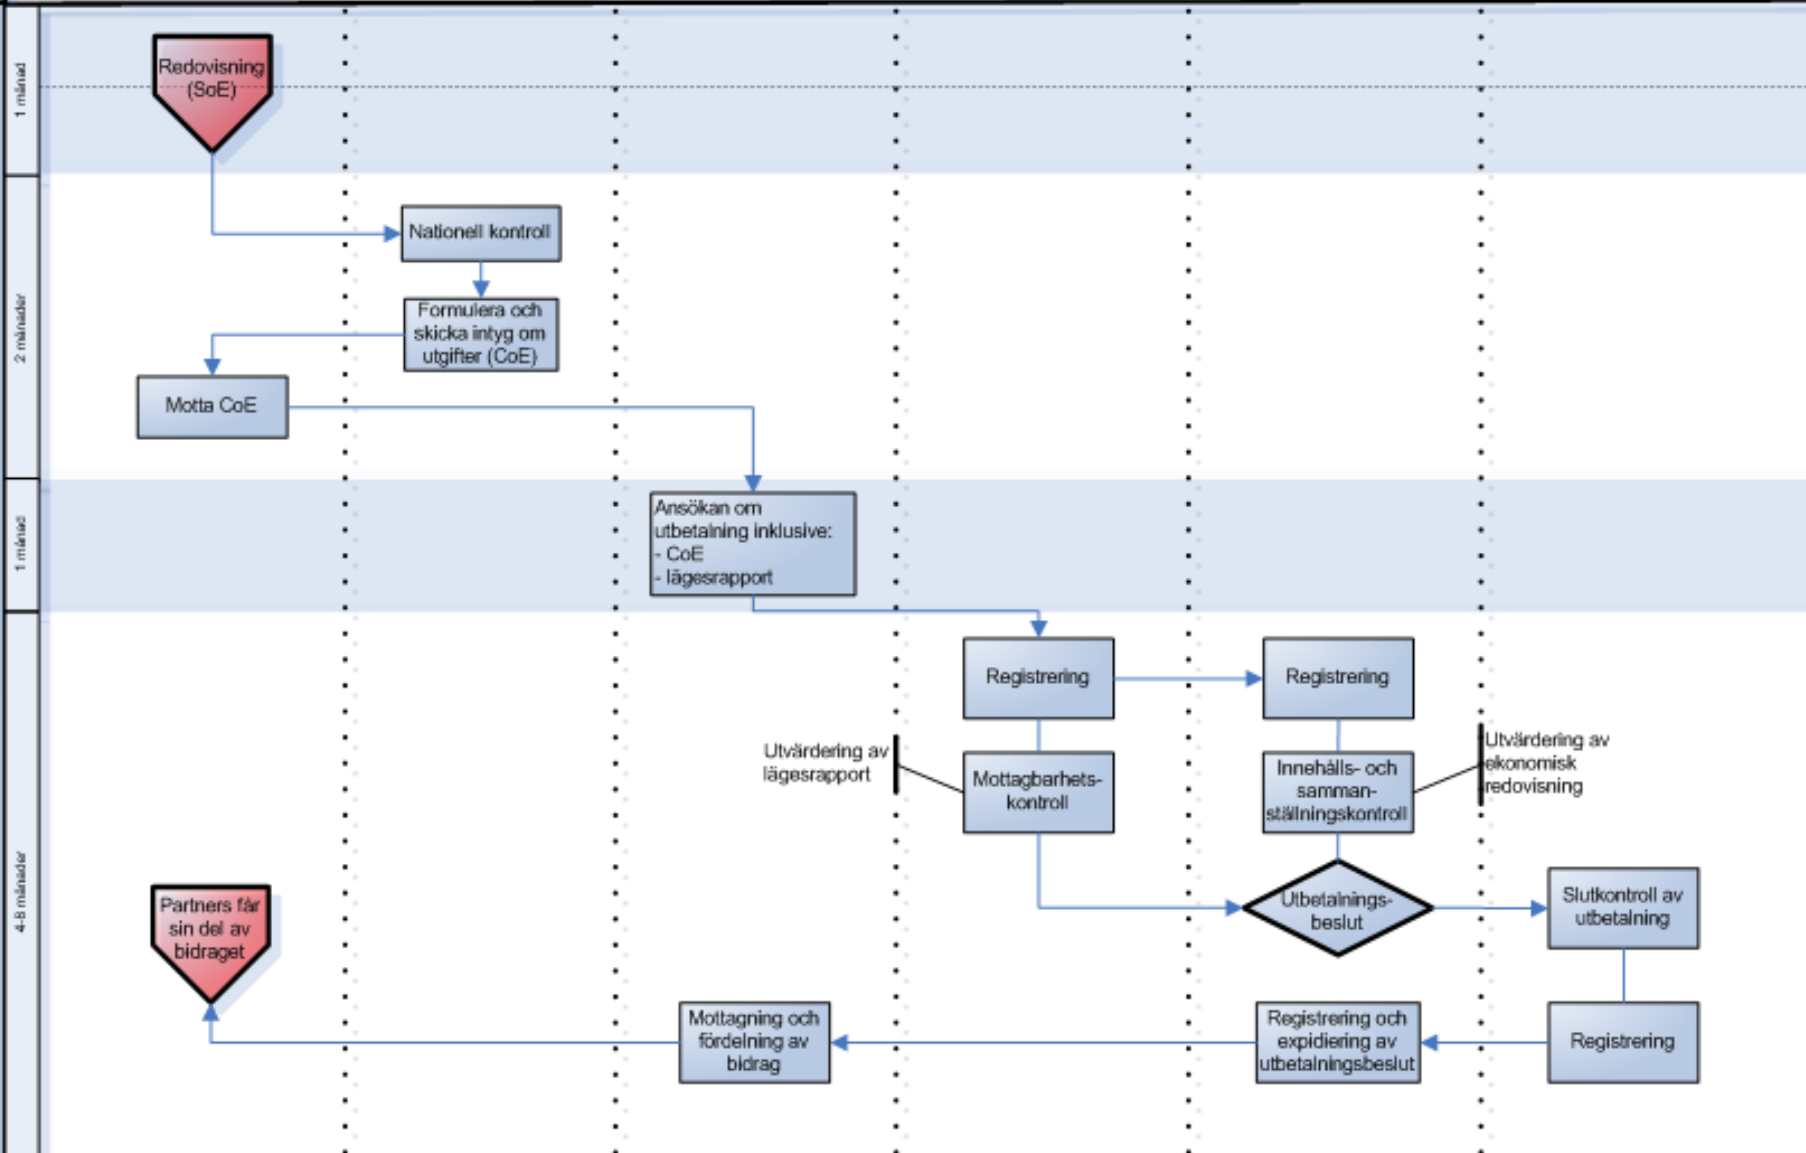 1 månad
Redovisning
(SoE)
2 månader
Nationell kontroll
Formulera och
skicka intyg om
utgifter (CoE)
Motta CoE
1 månad
Ansökan om
utbetalning inklusive:
- CoE
- lägesrapport
4-8 månader
Registrering
Registrering
Utvärdering av
lägesrapport
Mottagbarhets-
kontroll
Innehålls- och
samman-
ställningskontroll
Utvärdering av
ekonomisk
redovisning
Utbetalnings-
beslut
Slutkontroll av
utbetalning
Partners får
sin del av
bidraget
Mottagning och
fördelning av
bidrag
Registrering och
expidiering av
utbetalningsbeslut
Registrering